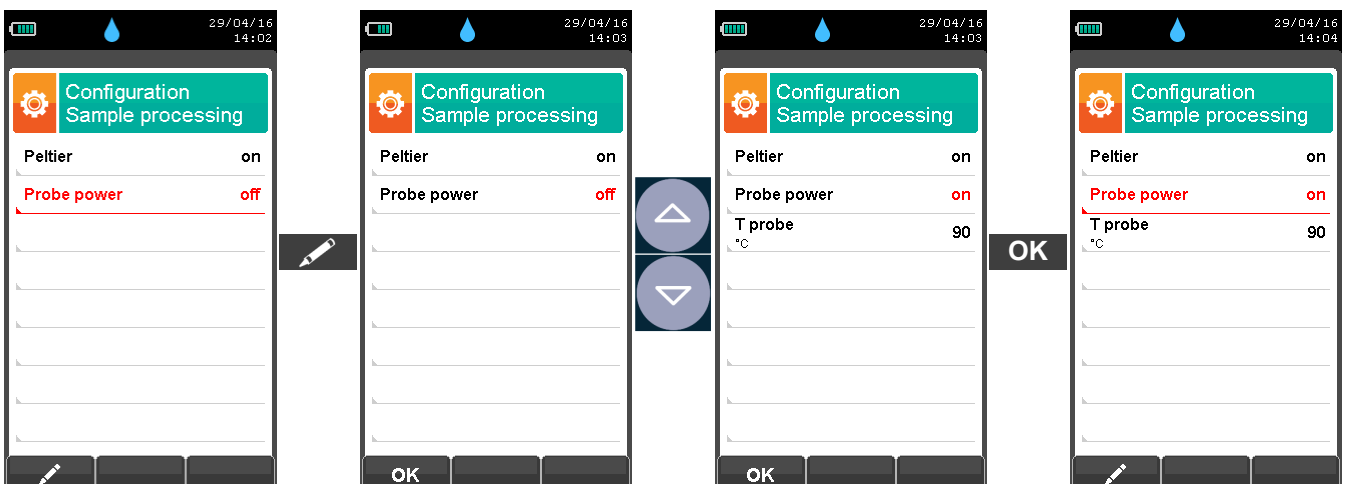 29/04/16
14:02
Configuration
Sample processing
Peltier on
Probe power off
29/04/16
14:03
Configuration
Sample processing
Peltier on
Probe power off
OK
29/04/16
14:03
Configuration
Sample processing
Peltier on
Probe power on
T probe 90
°C
OK
OK
29/04/16
14:04
Configuration
Sample processing
Peltier on
Probe power on
T probe 90
°C